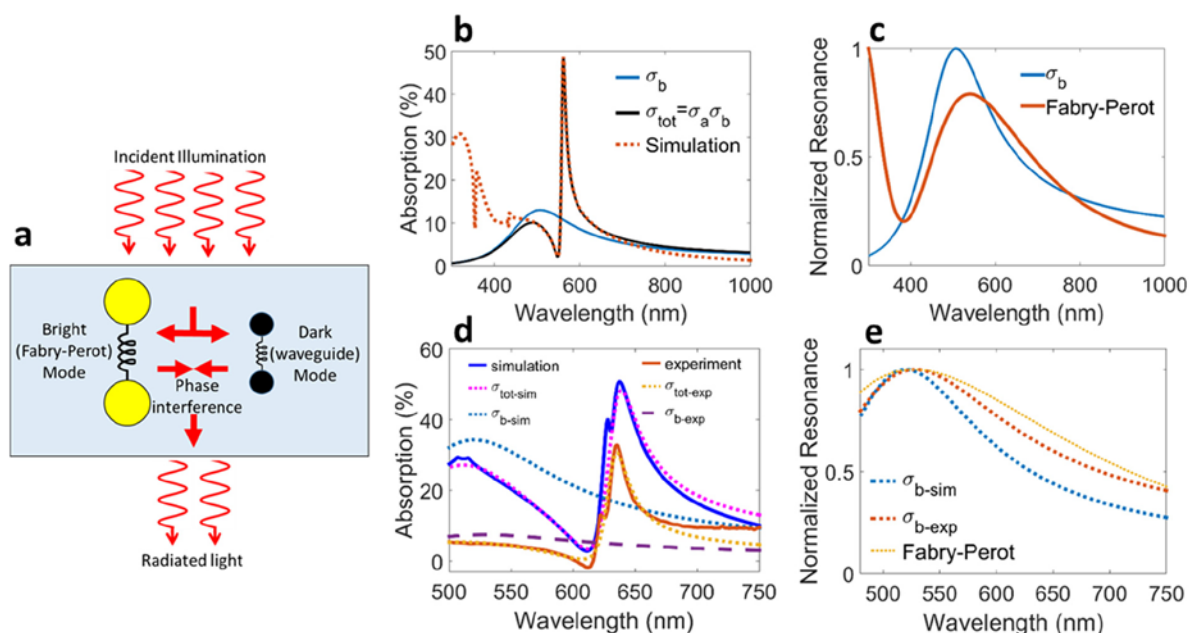 a
Incident Illumination
Bright
(Fabry-Perot)
Mode
Phase
interference
Dark
(waveguide)
Mode
Radiated light
b
Absorption (%)
50
40
30
20
10
0
σb
σtot=σaσb
Simulation
400 600 800 1000
Wavelength (nm)
c
Normalized Resonance
1
0.5
0
σb
Fabry-Perot
400 600 800 1000
Wavelength (nm)
d
Absorption (%)
60
40
20
0
simulation
σtot-sim
σb-sim
experiment
σtot-exp
σb-exp
500 550 600 650 700 750
Wavelength (nm)
e
Normalized Resonance
1
0.5
0
σb-sim
σb-exp
Fabry-Perot
500 550 600 650 700 750
Wavelength (nm)